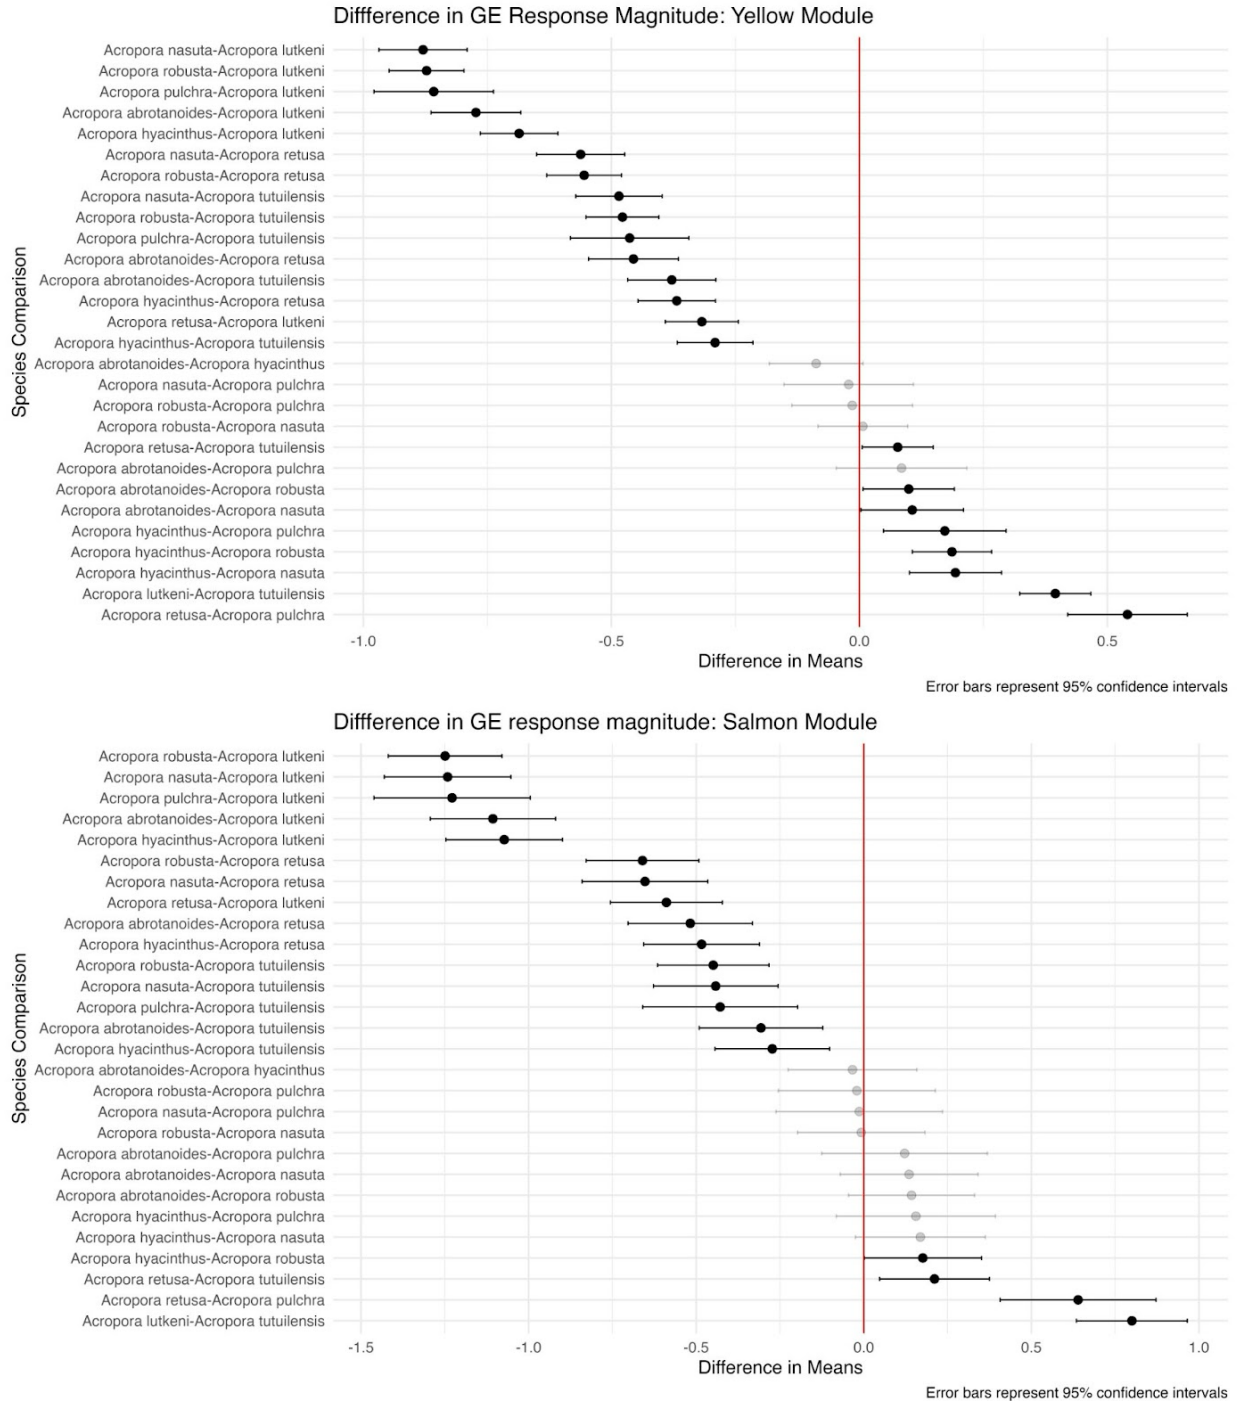 Diffference in GE Response Magnitude: Yellow Module
Species Comparison
Acropora nasuta-Acropora lutkeni
Acropora robusta-Acropora lutkeni
Acropora pulchra-Acropora lutkeni
Acropora abrotanoides-Acropora lutkeni
Acropora hyacinthus-Acropora lutkeni
Acropora nasuta-Acropora retusa
Acropora robusta-Acropora retusa
Acropora nasuta-Acropora tutuilensis
Acropora robusta-Acropora tutuilensis
Acropora pulchra-Acropora tutuilensis
Acropora abrotanoides-Acropora retusa
Acropora abrotanoides-Acropora tutuilensis
Acropora hyacinthus-Acropora retusa
Acropora retusa-Acropora lutkeni
Acropora hyacinthus-Acropora tutuilensis
Acropora abrotanoides-Acropora hyacinthus
Acropora nasuta-Acropora pulchra
Acropora robusta-Acropora pulchra
Acropora robusta-Acropora nasuta
Acropora retusa-Acropora tutuilensis
Acropora abrotanoides-Acropora pulchra
Acropora abrotanoides-Acropora robusta
Acropora abrotanoides-Acropora nasuta
Acropora hyacinthus-Acropora pulchra
Acropora hyacinthus-Acropora robusta
Acropora hyacinthus-Acropora nasuta
Acropora lutkeni-Acropora tutuilensis
Acropora retusa-Acropora pulchra
-1.0 -0.5 0.0 0.5
Difference in Means
Error bars represent 95% confidence intervals
Diffference in GE response magnitude: Salmon Module
Species Comparison
Acropora robusta-Acropora lutkeni
Acropora nasuta-Acropora lutkeni
Acropora pulchra-Acropora lutkeni
Acropora abrotanoides-Acropora lutkeni
Acropora hyacinthus-Acropora lutkeni
Acropora robusta-Acropora retusa
Acropora nasuta-Acropora retusa
Acropora retusa-Acropora lutkeni
Acropora abrotanoides-Acropora retusa
Acropora hyacinthus-Acropora retusa
Acropora robusta-Acropora tutuilensis
Acropora nasuta-Acropora tutuilensis
Acropora pulchra-Acropora tutuilensis
Acropora abrotanoides-Acropora tutuilensis
Acropora hyacinthus-Acropora tutuilensis
Acropora abrotanoides-Acropora hyacinthus
Acropora robusta-Acropora pulchra
Acropora nasuta-Acropora pulchra
Acropora robusta-Acropora nasuta
Acropora abrotanoides-Acropora pulchra
Acropora abrotanoides-Acropora nasuta
Acropora abrotanoides-Acropora robusta
Acropora hyacinthus-Acropora pulchra
Acropora hyacinthus-Acropora nasuta
Acropora hyacinthus-Acropora robusta
Acropora retusa-Acropora tutuilensis
Acropora retusa-Acropora pulchra
Acropora lutkeni-Acropora tutuilensis
-1.5 -1.0 -0.5 0.0 0.5 1.0
Difference in Means
Error bars represent 95% confidence intervals